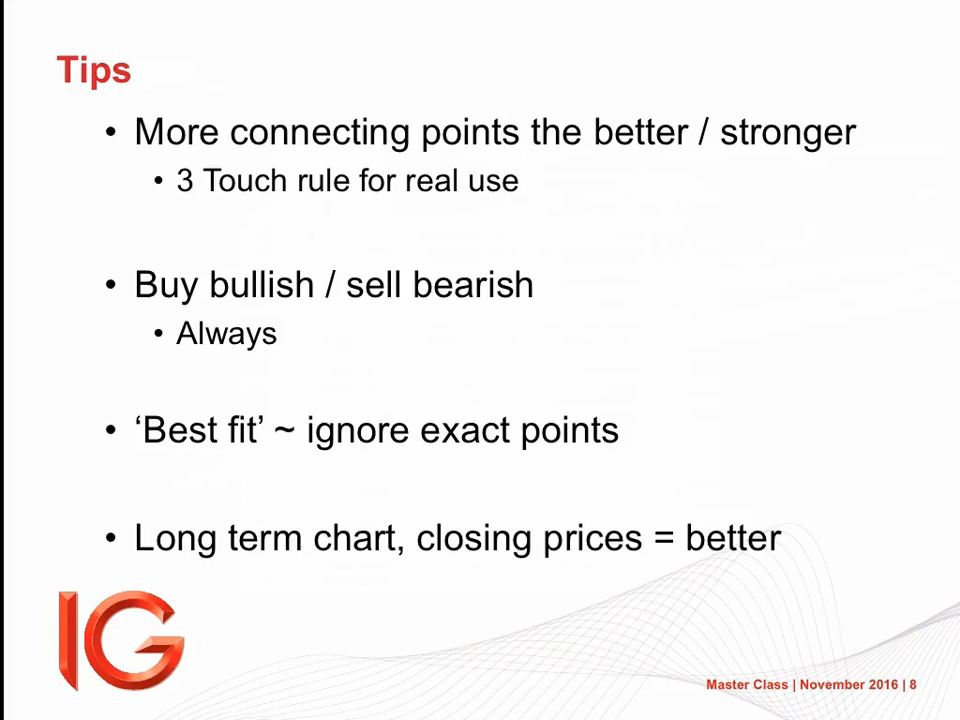 Tips
• More connecting points the better / stronger
• 3 Touch rule for real use
• Buy bullish / sell bearish
• Always
• ‘Best fit’ ~ ignore exact points
• Long term chart, closing prices = better
IG
Master Class | November 2016 | 8